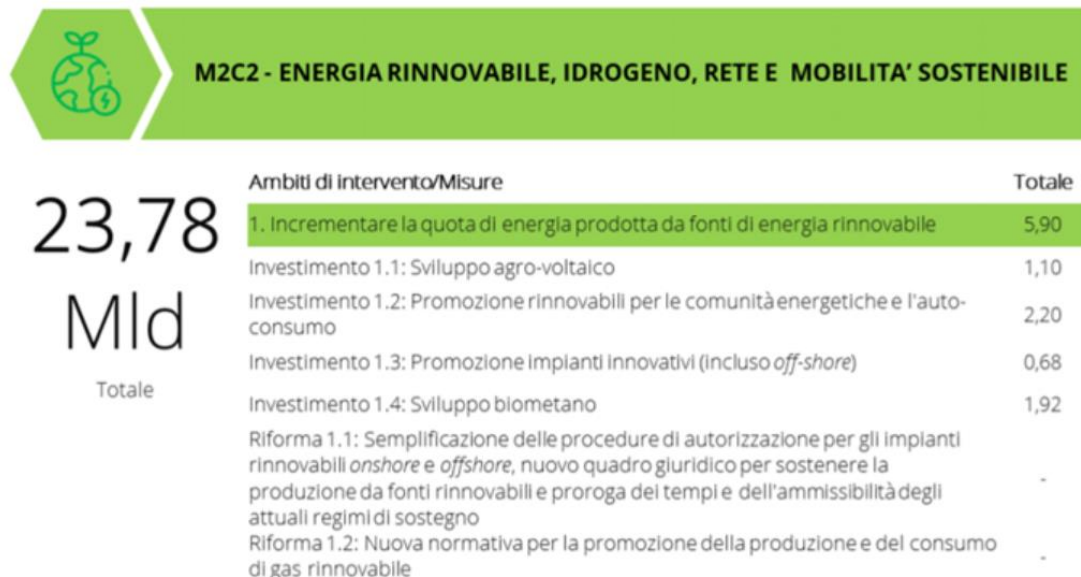 M2C2 - ENERGIA RINNOVABILE, IDROGENO, RETE E MOBILITA' SOSTENIBILE
23,78
Mld
Totale
Ambiti di intervento/Misure Totale
1. Incrementare la quota di energia prodotta da fonti di energia rinnovabile 5,90
Investimento 1.1: Sviluppo agro-voltaico 1,10
Investimento 1.2: Promozione rinnovabili per le comunità energetiche e l'auto-
consumo 2,20
Investimento 1.3: Promozione impianti innovativi (incluso off-shore) 0,68
Investimento 1.4: Sviluppo biometano 1,92
Riforma 1.1: Semplificazione delle procedure di autorizzazione per gli impianti
rinnovabili onshore e offshore, nuovo quadro giuridico per sostenere la
produzione da fonti rinnovabili e proroga dei tempi e dell'ammissibilità degli
attuali regimi di sostegno -
Riforma 1.2: Nuova normativa per la promozione della produzione e del consumo
di gas rinnovabile -